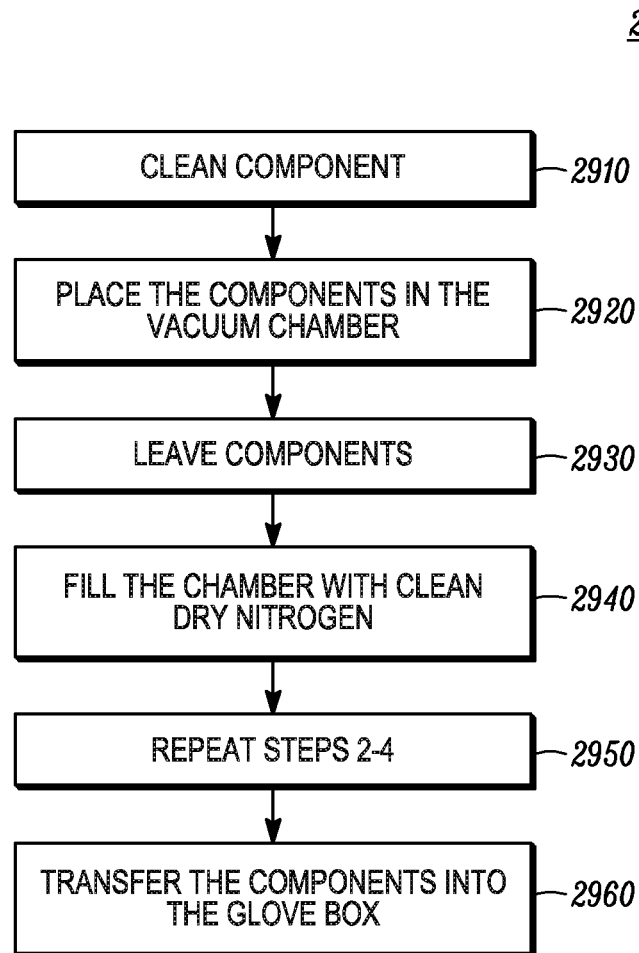 CLEAN COMPONENT
2910
PLACE THE COMPONENTS IN THE
VACUUM CHAMBER
2920
LEAVE COMPONENTS
2930
FILL THE CHAMBER WITH CLEAN
DRY NITROGEN
2940
REPEAT STEPS 2-4
2950
TRANSFER THE COMPONENTS INTO
THE GLOVE BOX
2960